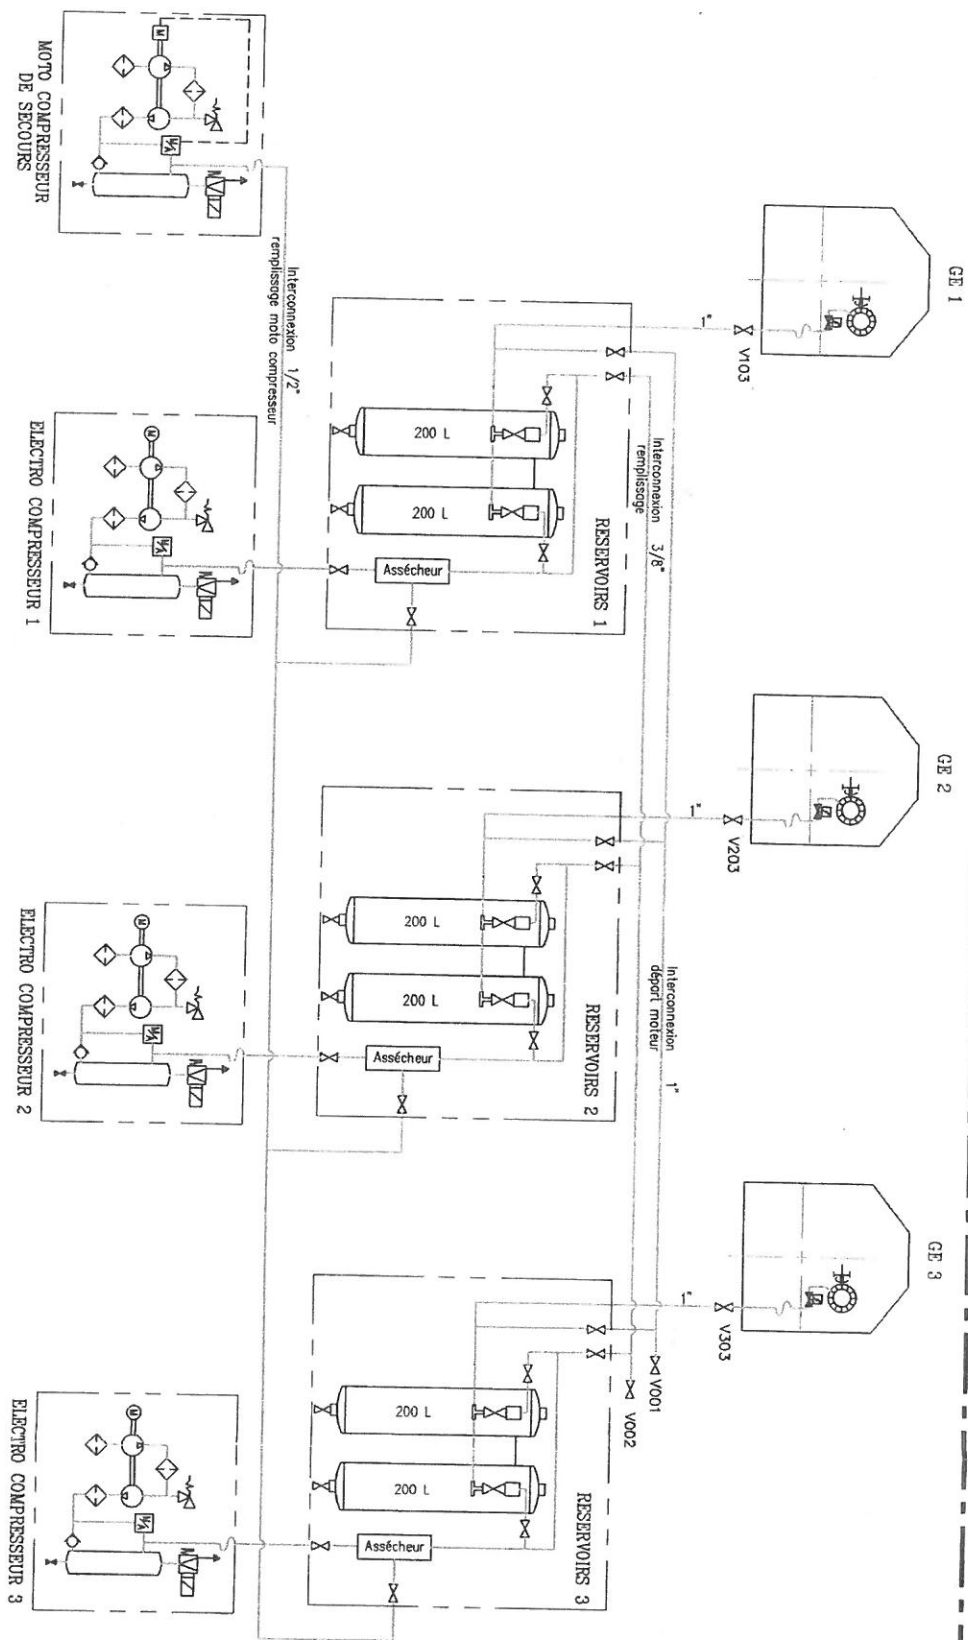 GE 1
GE 2
GE 3
V103
V203
V303
1"
1"
1"
Interconnexion 3/8"
remplissage
Interconnexion
départ moteur
1"
V001
V002
RESERVOIRS 1
200 L
200 L
Assécheur
RESERVOIRS 2
200 L
200 L
Assécheur
RESERVOIRS 3
200 L
200 L
Assécheur
Interconnexion 1/2"
remplissage moto compresseur
M
MOTO COMPRESSEUR
DE SECOURS
M
ELECTRO COMPRESSEUR 1
M
ELECTRO COMPRESSEUR 2
M
ELECTRO COMPRESSEUR 3